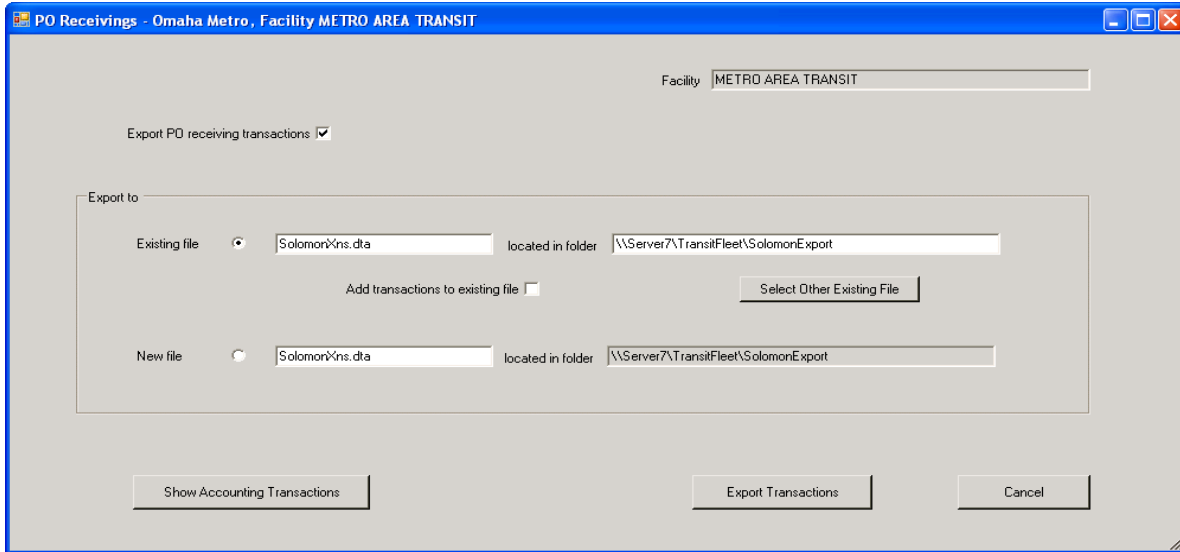 PO Receivings - Omaha Metro, Facility METRO AREA TRANSIT
Facility METRO AREA TRANSIT
Export PO receiving transactions
Export to
Existing file SolomonXns.dta located in folder \\Server7\TransitFleet\SolomonExport
Add transactions to existing file Select Other Existing File
New file SolomonXns.dta located in folder \\Server7\TransitFleet\SolomonExport
Show Accounting Transactions Export Transactions Cancel